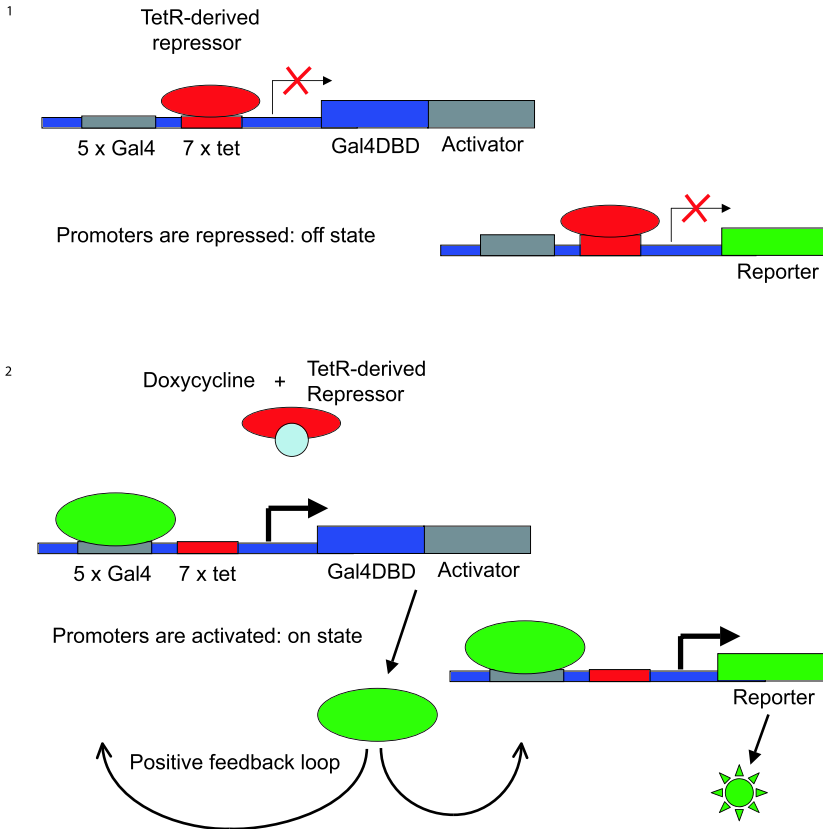 1
TetR-derived
repressor
5 x Gal4
7 x tet
Gal4DBD
Activator
Promoters are repressed: off state
Reporter
2
Doxycycline +
TetR-derived
Repressor
5 x Gal4
7 x tet
Gal4DBD
Activator
Promoters are activated: on state
Reporter
Positive feedback loop